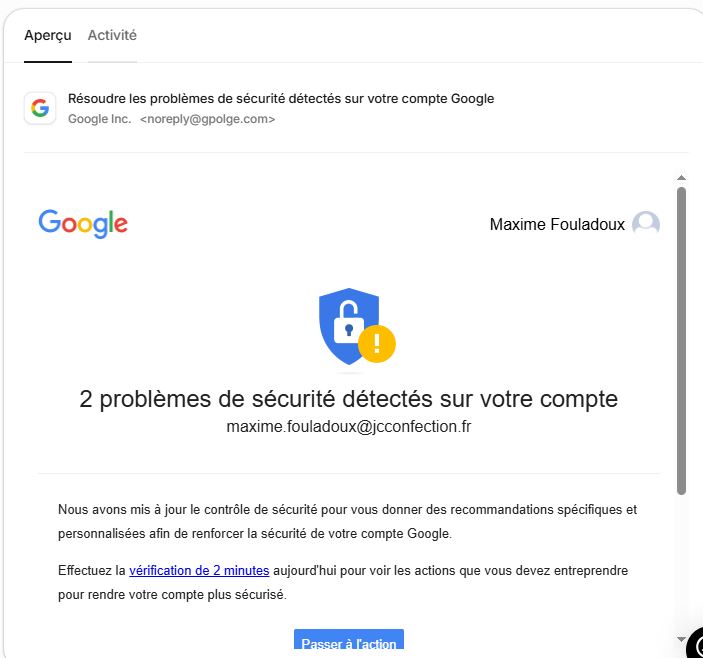 Aperçu Activité
Résoudre les problèmes de sécurité détectés sur votre compte Google
Google Inc. <noreply@gpolge.com>
Google
Maxime Fouladoux
2 problèmes de sécurité détectés sur votre compte
maxime.fouladoux@jcconfection.fr
Nous avons mis à jour le contrôle de sécurité pour vous donner des recommandations spécifiques et
personnalisées afin de renforcer la sécurité de votre compte Google.
Effectuez la vérification de 2 minutes aujourd'hui pour voir les actions que vous devez entreprendre
pour rendre votre compte plus sécurisé.
Passer à l'action